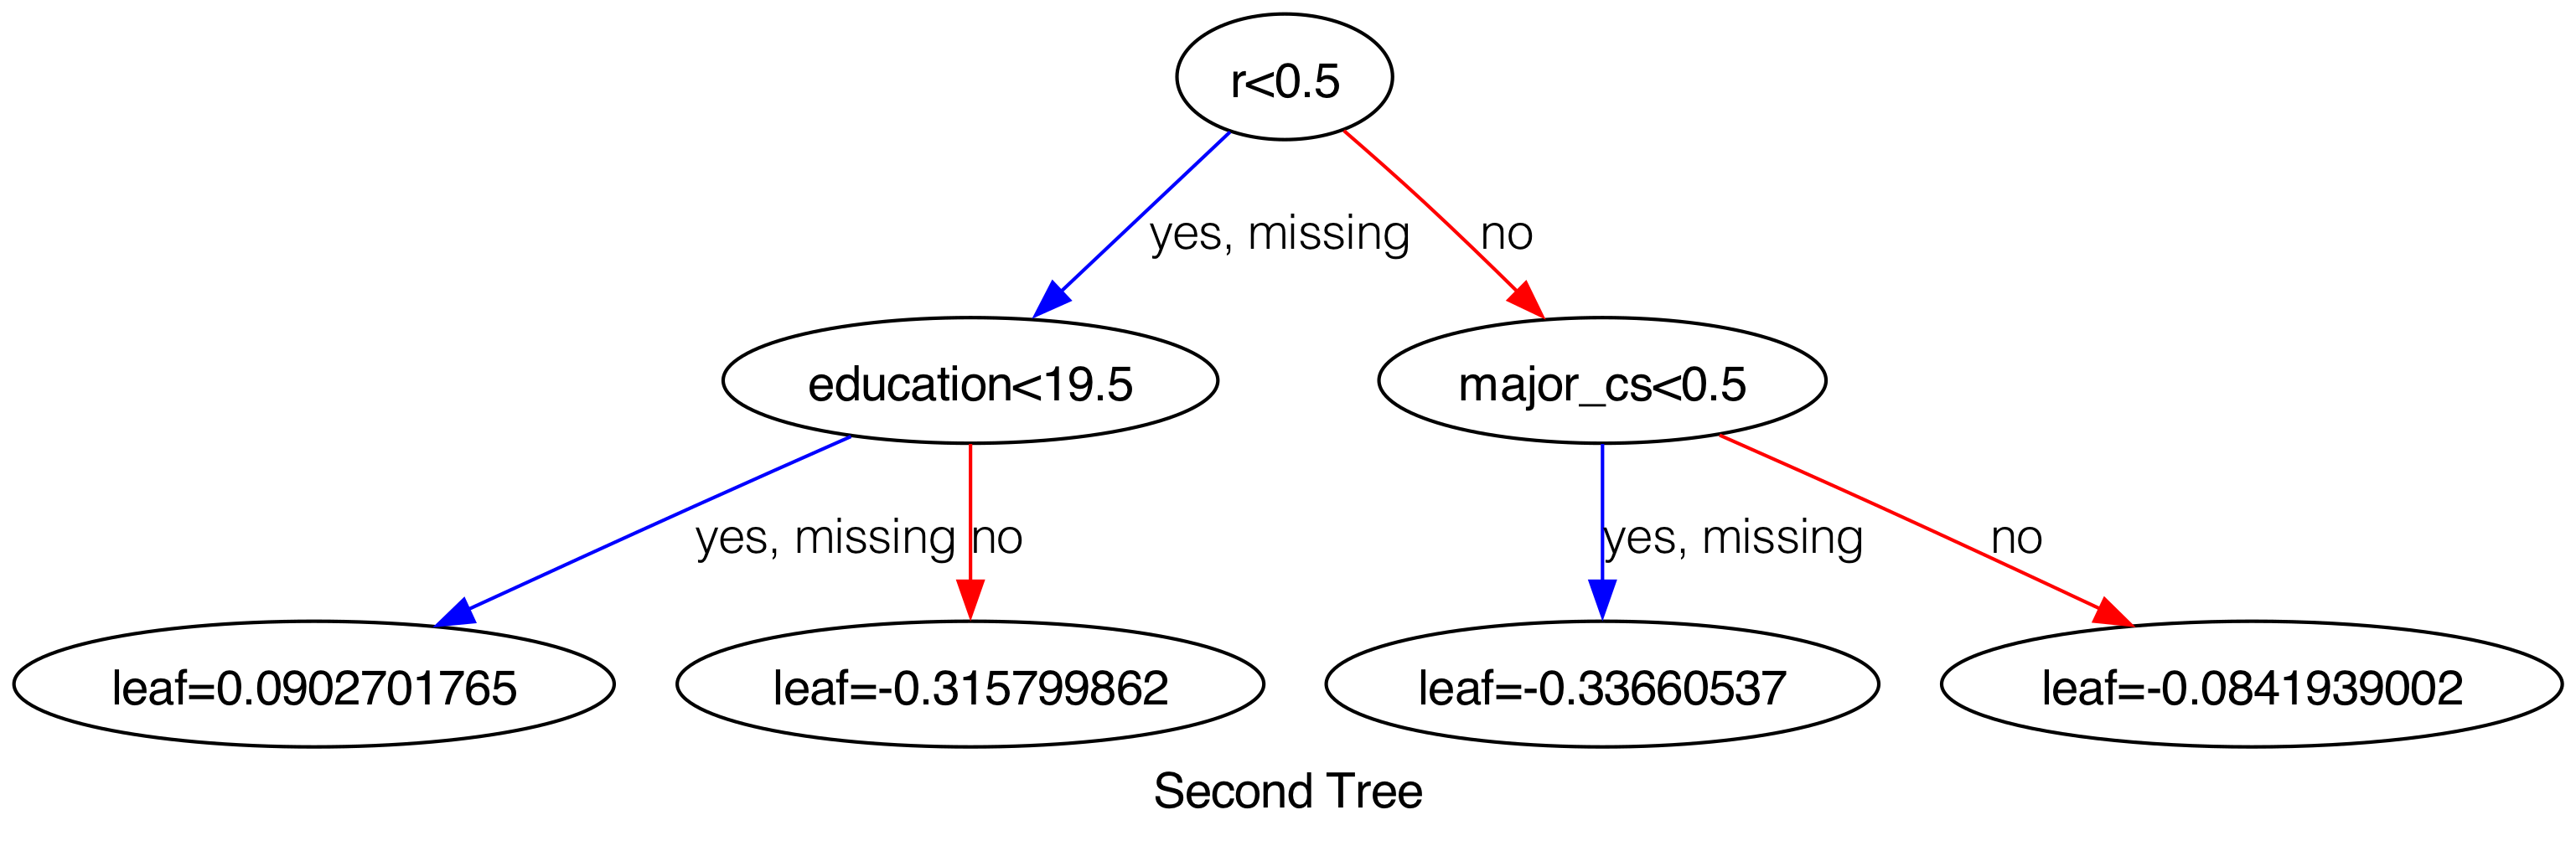 r<0.5
yes, missing
no
education<19.5
major_cs<0.5
yes, missing
no
yes, missing
no
leaf=0.0902701765
leaf=-0.315799862
leaf=-0.33660537
leaf=-0.0841939002
Second Tree